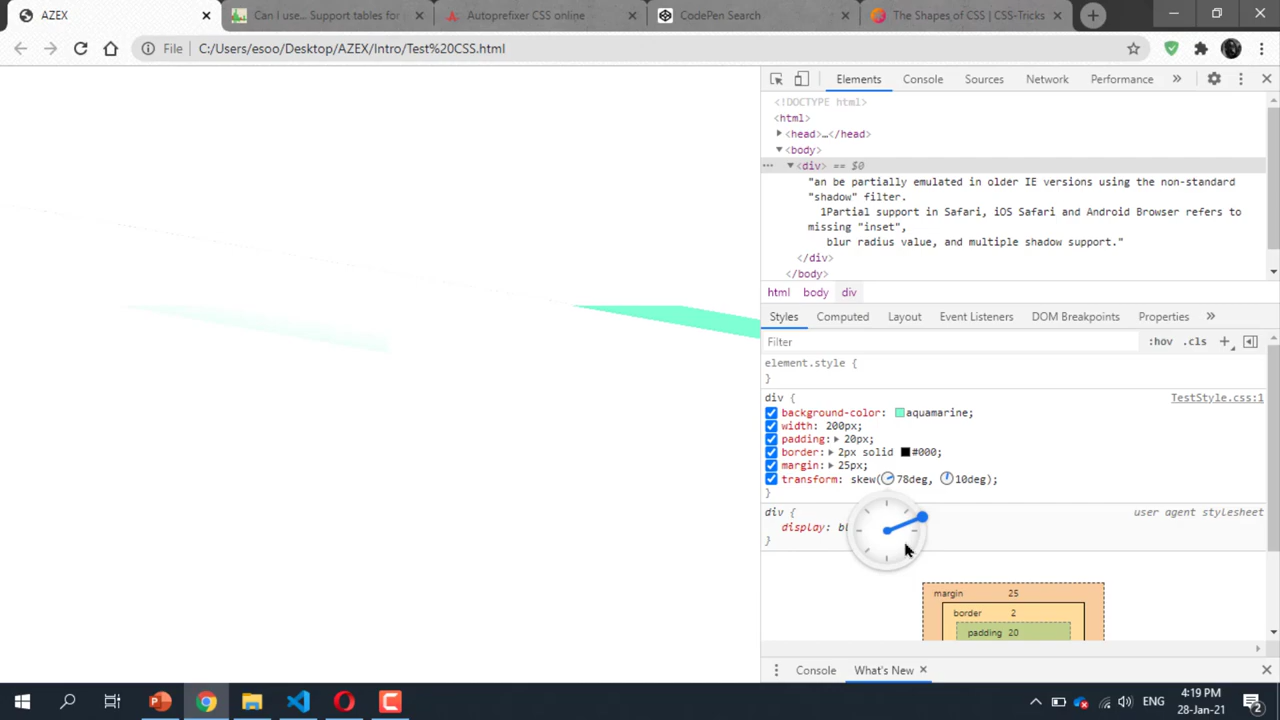 AZEX
Can I use... Support tables for
Autoprefixer CSS online
CodePen Search
The Shapes of CSS | CSS-Tricks
File
C:/Users/esoo/Desktop/AZEX/Intro/Test%20CSS.html
Elements
Console
Sources
Network
Performance
»
<!DOCTYPE html>
<html>
<head>…</head>
<body>
<div> == $0
"an be partially emulated in older IE versions using the non-standard
"shadow" filter.
1Partial support in Safari, iOS Safari and Android Browser refers to
missing "inset",
blur radius value, and multiple shadow support."
</div>
</body>
html body div
Styles
Computed
Layout
Event Listeners
DOM Breakpoints
Properties
»
Filter
:hov .cls +
element.style {
}
div {
TestStyle.css:1
background-color: aquamarine;
width: 200px;
padding: 20px;
border: 2px solid #000;
margin: 25px;
transform: skew(78deg, 10deg);
}
div {
user agent stylesheet
display:
}
margin 25
border 2
padding 20
Console
What's New
ENG
4:19 PM
28-Jan-21
2